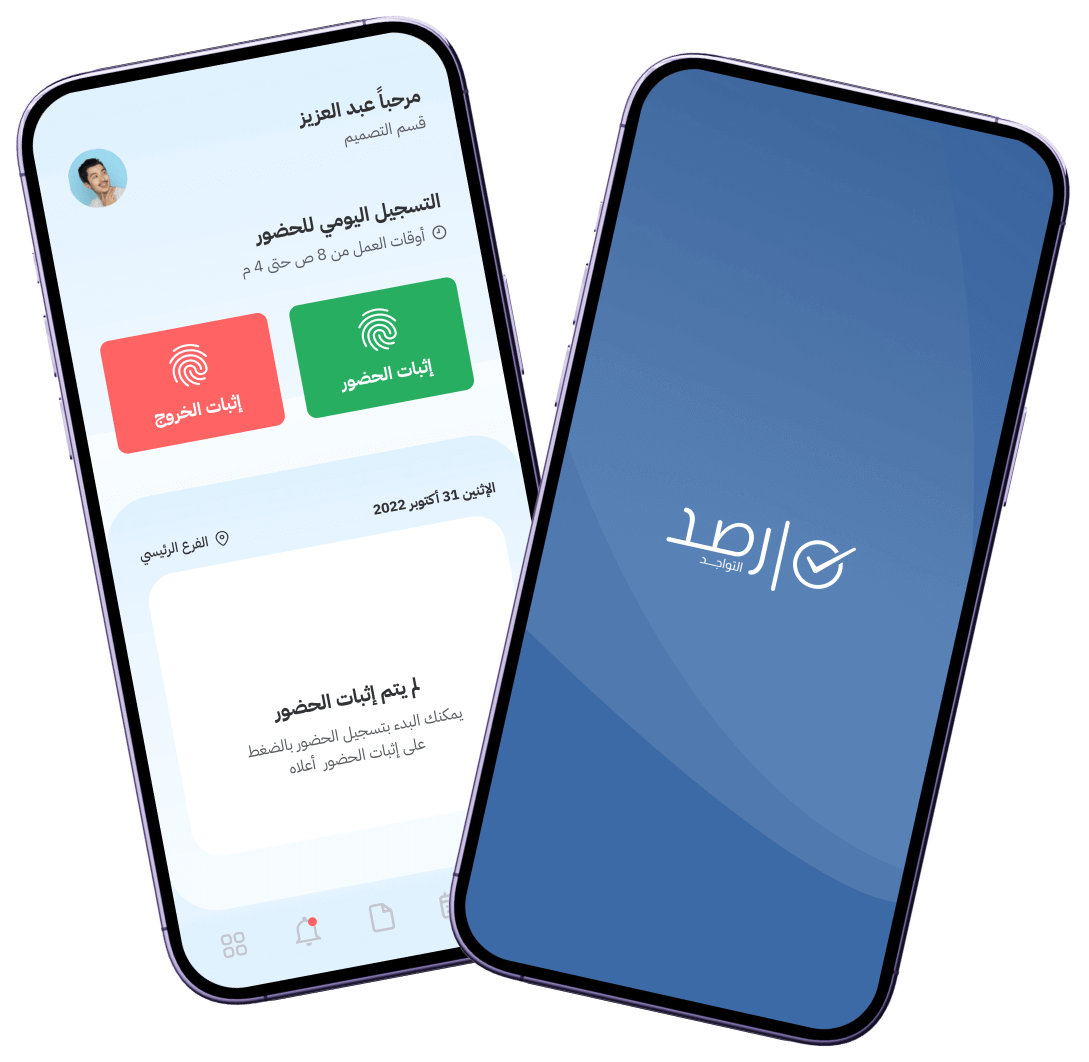 مرحباً عبد العزيز
قسم التصميم
التسجيل اليومي للحضور
أوقات العمل من 8 ص حتى 4 م
إثبات الحضور
إثبات الخروج
الإثنين 31 أكتوبر 2022
الفرع الرئيسي
لم يتم إثبات الحضور
يمكنك البدء بتسجيل الحضور بالضغط
على إثبات الحضور أعلاه
رصد
التواجـــد